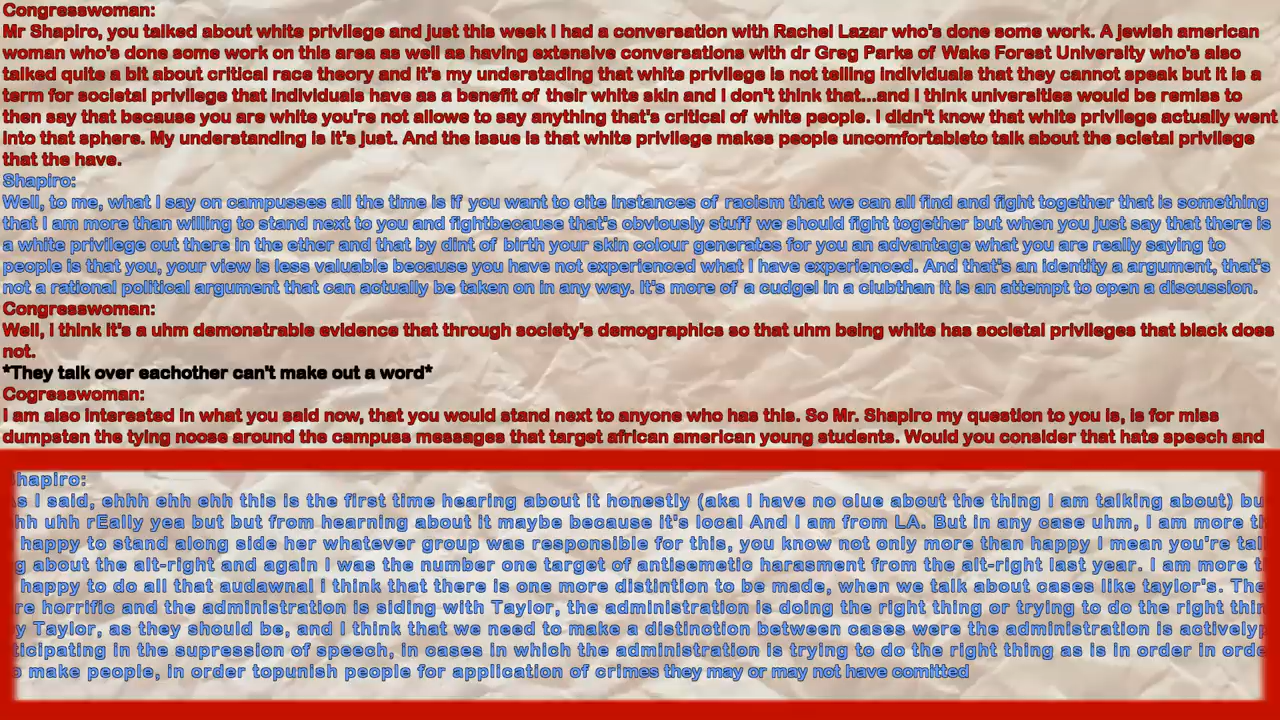 Congresswoman:
Mr Shapiro, you talked about white privilege and just this week I had a conversation with Rachel Lazar who's done some work. A jewish american
woman who's done some work on this area as well as having extensive conversations with dr Greg Parks of Wake Forest University who's also
talked quite a bit about critical race theory and it's my understading that white privilege is not telling individuals that they cannot speak but it is a
term for societal privilege that individuals have as a benefit of their white skin and I don't think that...and i think universities would be remiss to
then say that because you are white you're not allowe to say anything that's critical of white people. I didn't know that white privilege actually went
into that sphere. My understanding is it's just. And the issue is that white privilege makes people uncomfortableto talk about the scietal privilege
that the have.
Shapiro:
Well, to me, what I say on campusses all the time is if you want to cite instances of racism that we can all find and fight together that is something
that I am more than willing to stand next to you and fightbecause that's obviously stuff we should fight together but when you just say that there is
a white privilege out there in the ether and that by dint of birth your skin colour generates for you an advantage what you are really saying to
people is that you, your view is less valuable because you have not experienced what I have experienced. And that's an identity a argument, that's
not a rational political argument that can actually be taken on in any way. It's more of a cudgel in a clubthan it is an attempt to open a discussion.
Congresswoman:
Well, i think it's a uhm demonstrable evidence that through society's demographics so that uhm being white has societal privileges that black does
not.
*They talk over eachother can't make out a word*
Cogresswoman:
I am also interested in what you said now, that you would stand next to anyone who has this. So Mr. Shapiro my question to you is, is for miss
dumpsten the tying noose around the campuss messages that target african american young students. Would you consider that hate speech and
hapiro:
s I said, ehhh ehh ehh this is the first time hearing about it honestly (aka I have no clue about the thing I am talking about) bu
hh uhh rEally yea but but from hearning about it maybe because it's local And I am from LA. But in any case uhm, I am more t
happy to stand along side her whatever group was responsible for this, you know not only more than happy I mean you're tal
g about the alt-right and again I was the number one target of antisemetic harasment from the alt-right last year. I am more t
happy to do all that audawnal i think that there is one more distintion to be made, when we talk about cases like taylor's. The
re horrific and the administration is siding with Taylor, the administration is doing the right thing or trying to do the right thin
y Taylor, as they should be, and I think that we need to make a distinction between cases were the administration is actively
ticipating in the supression of speech, in cases in which the administration is trying to do the right thing as is in order in orde
make people, in order topunish people for application of crimes they may or may not have comitted